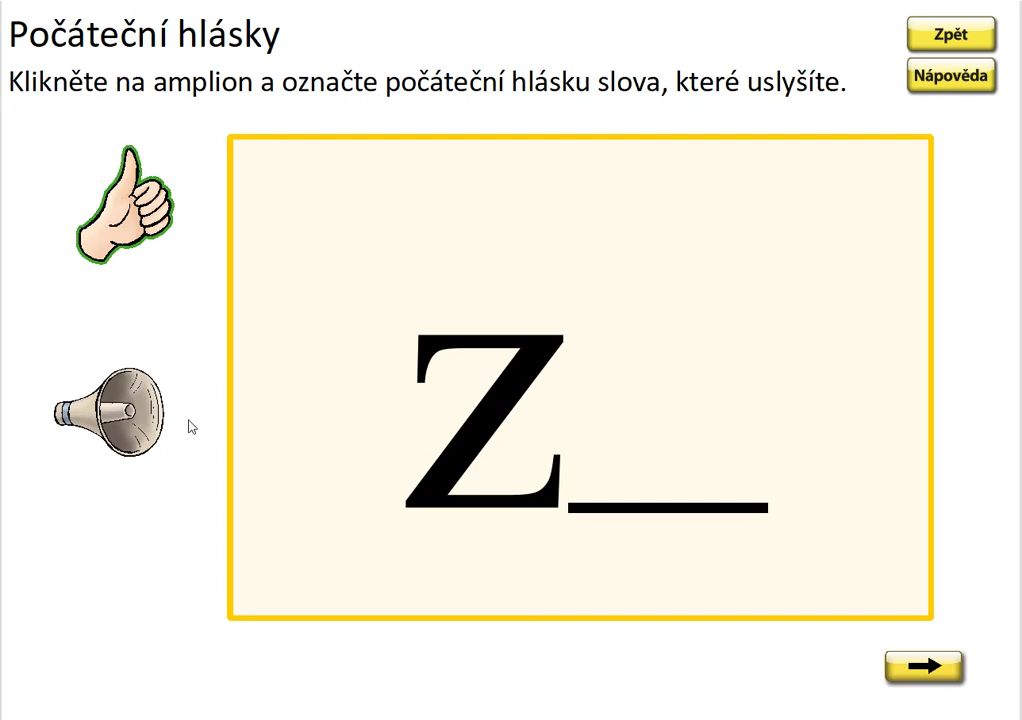 Počáteční hlásky
Zpět
Klikněte na amplion a označte počáteční hlásku slova, které uslyšíte.
Nápověda
Z__